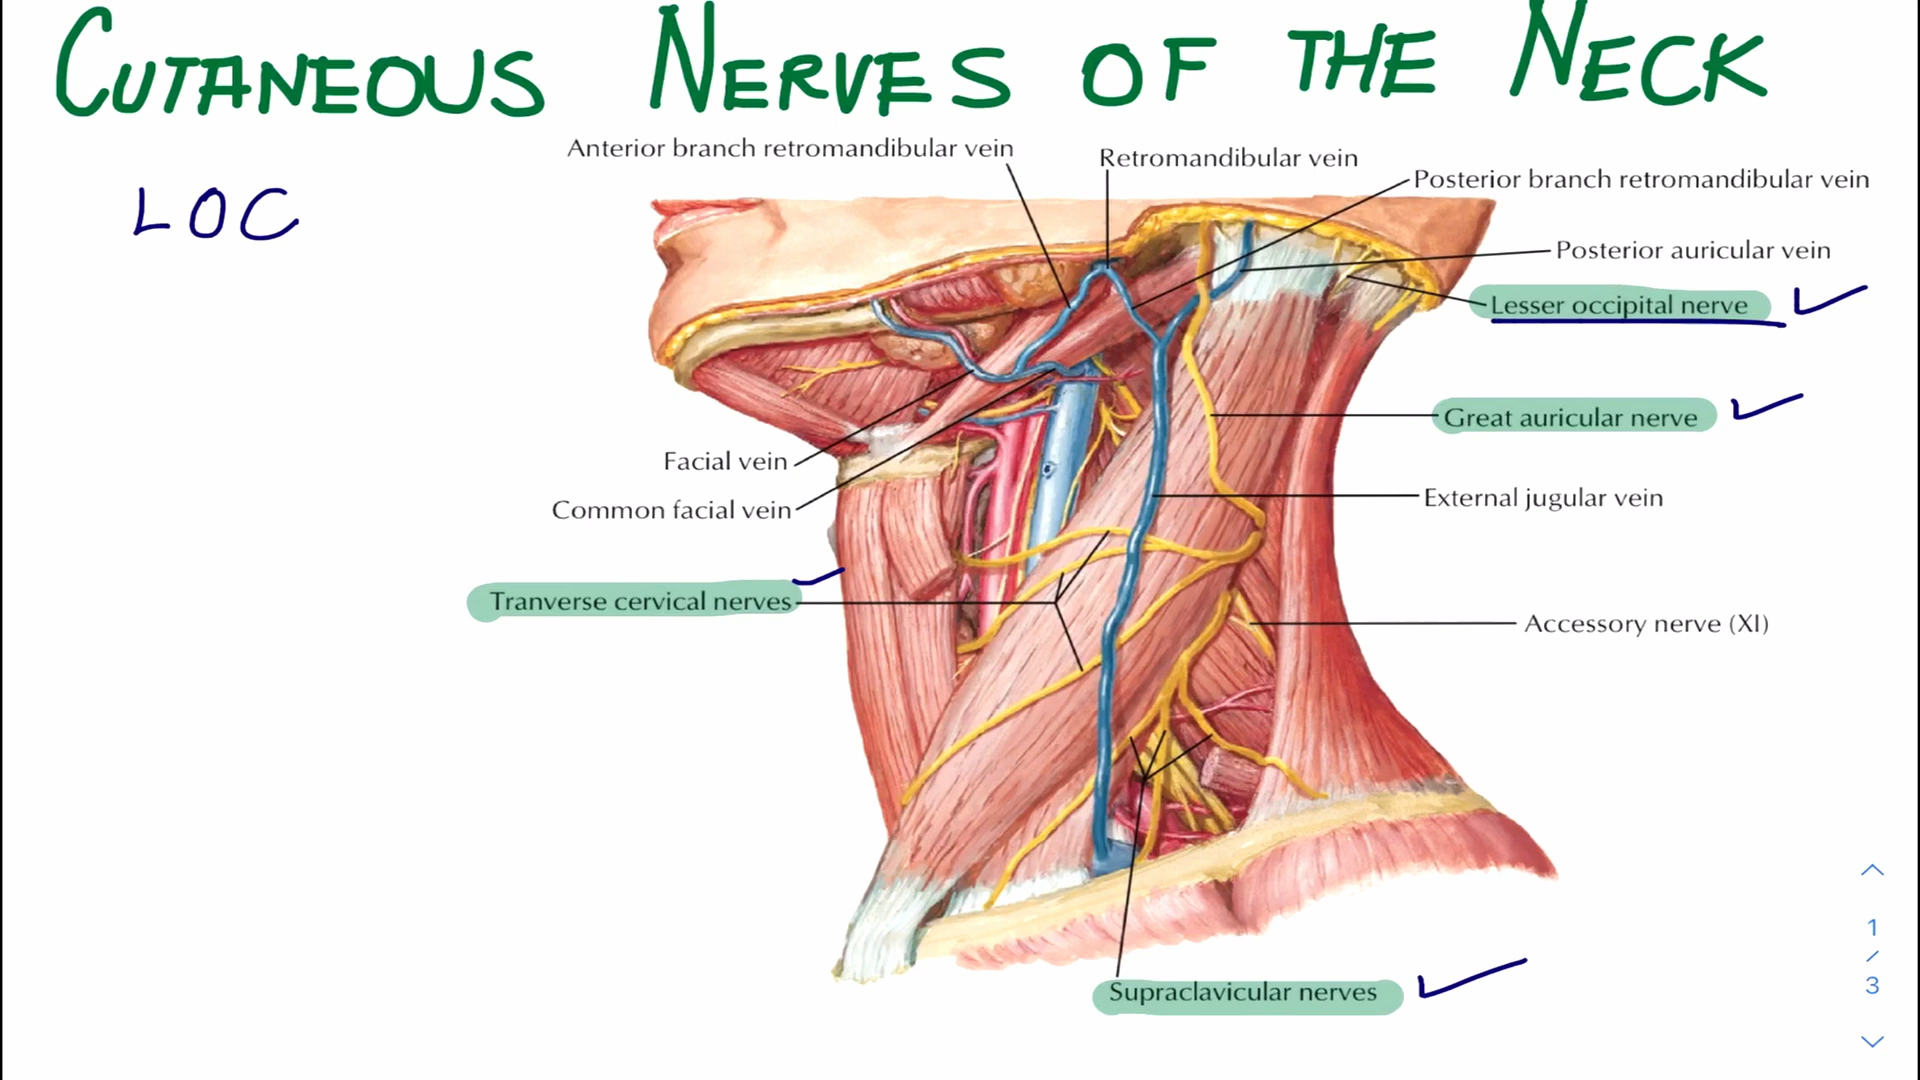 CUTANEOUS NERVES OF THE NECK
LOC
Anterior branch retromandibular vein
Retromandibular vein
Posterior branch retromandibular vein
Posterior auricular vein
Lesser occipital nerve
Great auricular nerve
Facial vein
External jugular vein
Common facial vein
Tranverse cervical nerves
Accessory nerve (XI)
Supraclavicular nerves
1
/
3